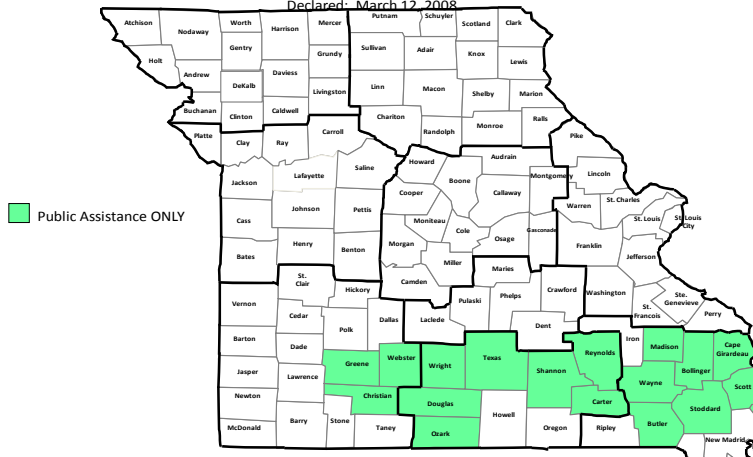 Declared: March 12, 2008
Atchison
Nodaway
Worth
Harrison
Mercer
Putnam
Schuyler
Scotland
Clark
Holt
Andrew
Gentry
DeKalb
Daviess
Grundy
Sullivan
Adair
Knox
Lewis
Buchanan
Clinton
Caldwell
Livingston
Linn
Macon
Shelby
Marion
Platte
Clay
Ray
Carroll
Chariton
Randolph
Monroe
Ralls
Pike
Jackson
Lafayette
Saline
Howard
Boone
Audrain
Callaway
Montgomery
Lincoln
Warren
St. Charles
St. Louis
St. Louis
City
Public Assistance ONLY
Cass
Johnson
Pettis
Cooper
Moniteau
Cole
Osage
Gasconade
Franklin
Jefferson
Bates
Henry
Benton
Morgan
Miller
Camden
Maries
Phelps
Crawford
Washington
St.
Francois
Ste.
Genevieve
Perry
Vernon
St.
Clair
Hickory
Cedar
Polk
Dallas
Laclede
Pulaski
Dent
Iron
Reynolds
Madison
Bollinger
Cape
Girardeau
Barton
Dade
Greene
Webster
Wright
Texas
Shannon
Carter
Wayne
Scott
Stoddard
Jasper
Lawrence
Christian
Douglas
Newton
McDonald
Barry
Stone
Taney
Ozark
Howell
Oregon
Ripley
Butler
New Madrid